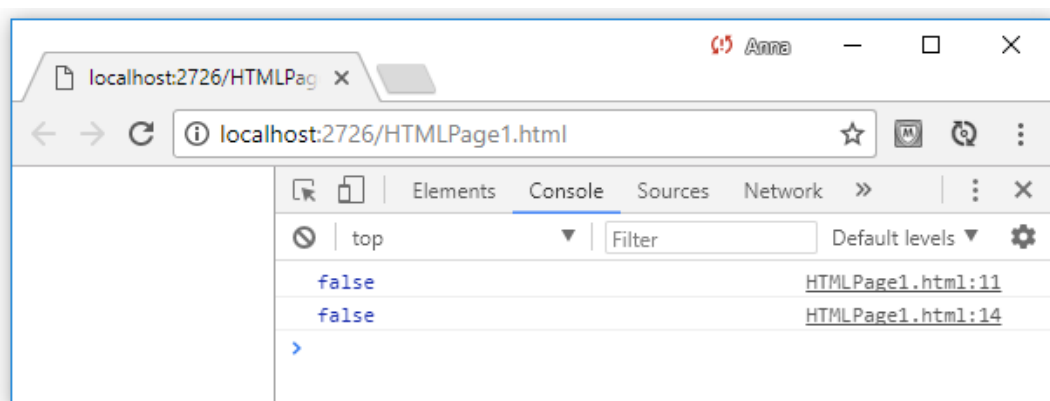 Anna
localhost:2726/HTMLPag
localhost:2726/HTMLPage1.html
Elements Console Sources Network »
top Filter Default levels
false HTMLPage1.html:11
false HTMLPage1.html:14
>